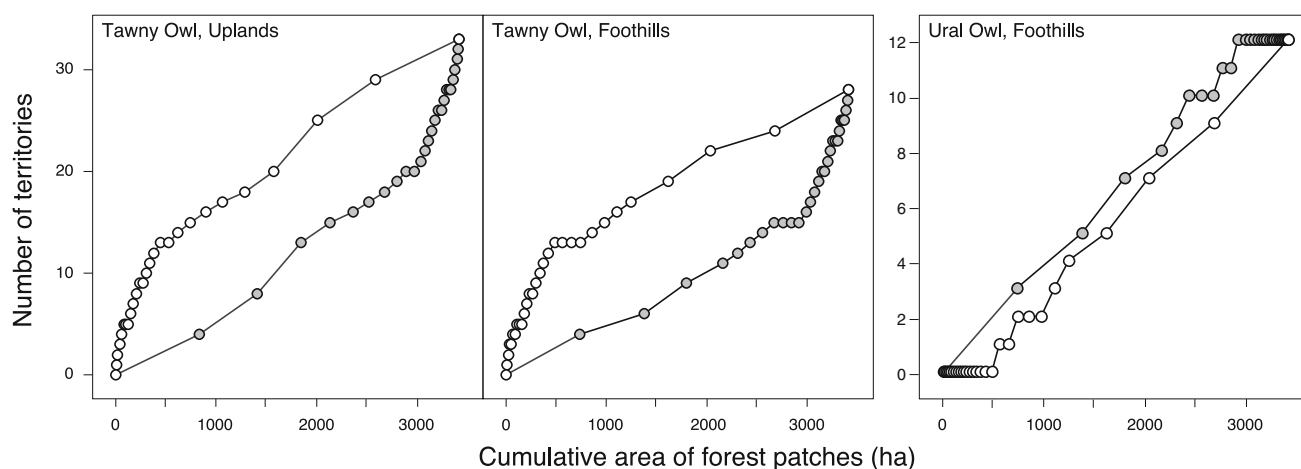 Tawny Owl, Uplands
Tawny Owl, Foothills
Ural Owl, Foothills
Number of territories
30
20
10
0
12
10
8
6
4
2
0
0 1000 2000 3000
0 1000 2000 3000
0 1000 2000 3000
Cumulative area of forest patches (ha)